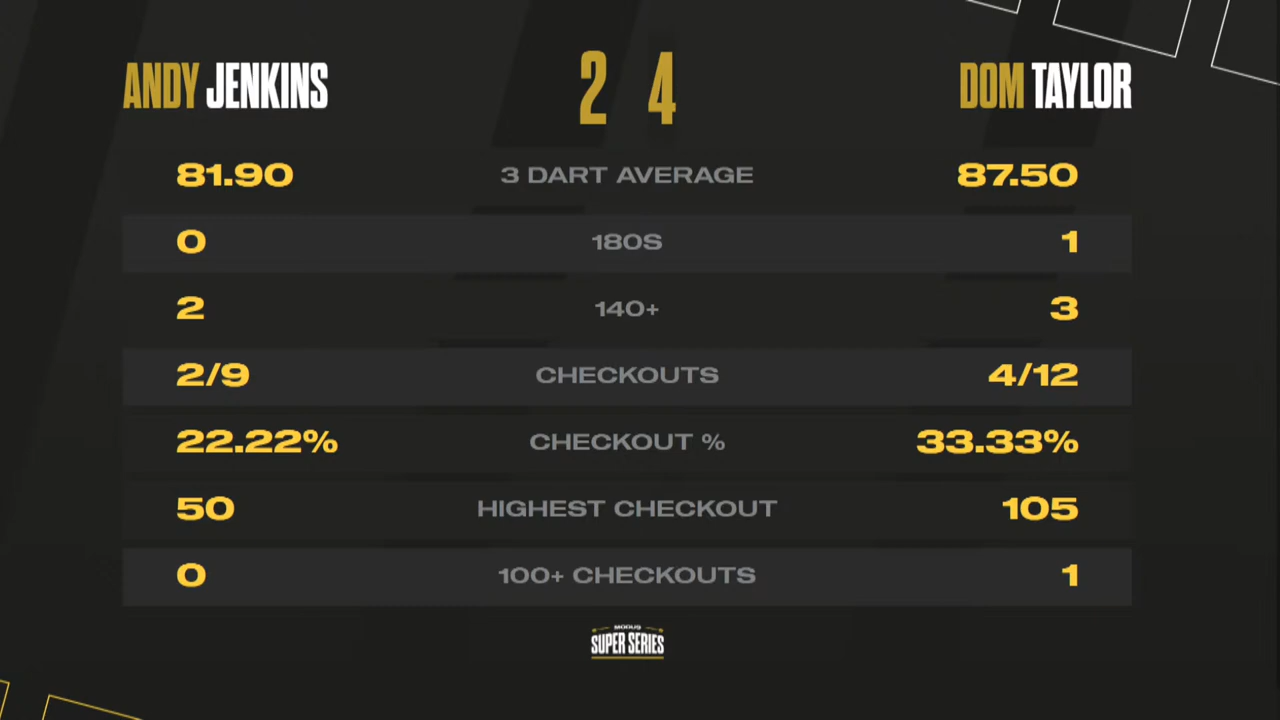 ANDY JENKINS 2 4 DOM TAYLOR
81.90 3 DART AVERAGE 87.50
0 180S 1
2 140+ 3
2/9 CHECKOUTS 4/12
22.22% CHECKOUT % 33.33%
50 HIGHEST CHECKOUT 105
0 100+ CHECKOUTS 1
MODUS
SUPER SERIES